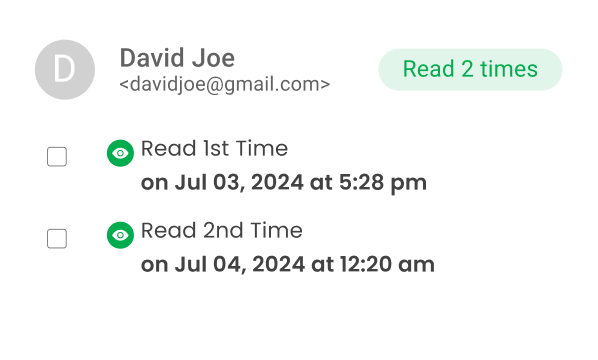 D
David Joe
<davidjoe@gmail.com>
Read 2 times
Read 1st Time
on Jul 03, 2024 at 5:28 pm
Read 2nd Time
on Jul 04, 2024 at 12:20 am